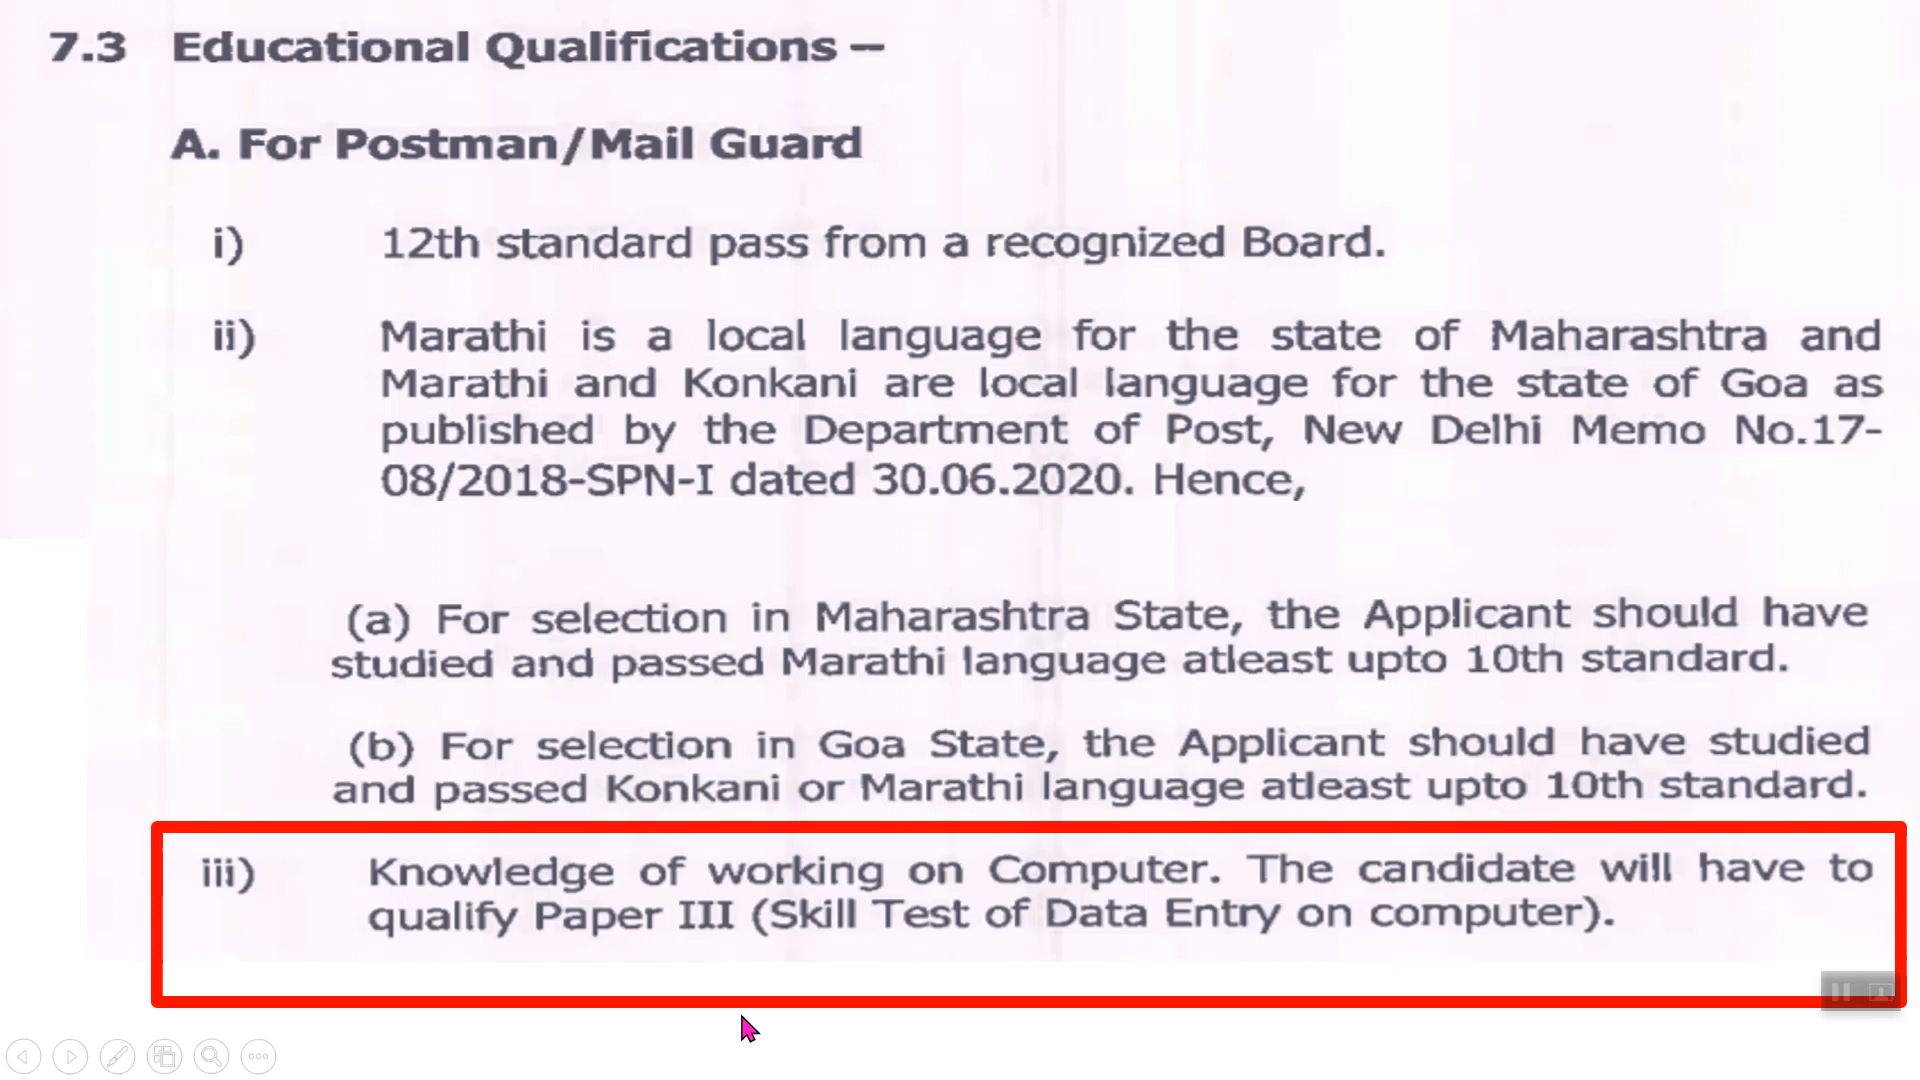 7.3 Educational Qualifications –
A. For Postman/Mail Guard
i) 12th standard pass from a recognized Board.
ii) Marathi is a local language for the state of Maharashtra and
Marathi and Konkani are local language for the state of Goa as
published by the Department of Post, New Delhi Memo No.17-
08/2018-SPN-I dated 30.06.2020. Hence,
(a) For selection in Maharashtra State, the Applicant should have
studied and passed Marathi language atleast upto 10th standard.
(b) For selection in Goa State, the Applicant should have studied
and passed Konkani or Marathi language atleast upto 10th standard.
iii) Knowledge of working on Computer. The candidate will have to
qualify Paper III (Skill Test of Data Entry on computer).